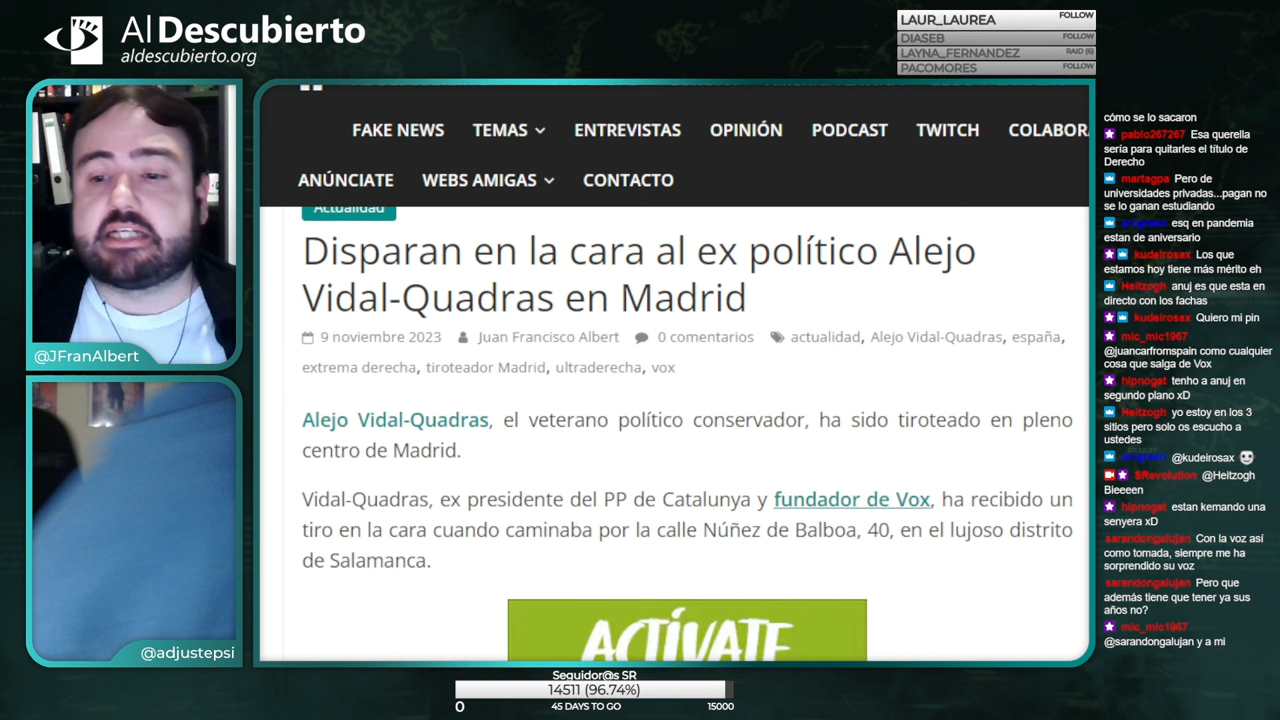 Al Descubierto
aldescubierto.org
LAUR_LAUREA FOLLOW
DIASEB FOLLOW
LAYNA_FERNANDEZ RAID (6)
PACOMORES FOLLOW
FAKE NEWS TEMAS ENTREVISTAS OPINIÓN PODCAST TWITCH COLABORA
ANÚNCIATE WEBS AMIGAS CONTACTO
Actualidad
Disparan en la cara al ex político Alejo
Vidal-Quadras en Madrid
9 noviembre 2023 Juan Francisco Albert 0 comentarios actualidad, Alejo Vidal-Quadras, españa,
extrema derecha, tiroteador Madrid, ultraderecha, vox
Alejo Vidal-Quadras, el veterano político conservador, ha sido tiroteado en pleno
centro de Madrid.
Vidal-Quadras, ex presidente del PP de Catalunya y fundador de Vox, ha recibido un
tiro en la cara cuando caminaba por la calle Núñez de Balboa, 40, en el lujoso distrito
de Salamanca.
ACTÍVATE
@JFranAlbert
@adjustepsi
cómo se lo sacaron
pablo267267 Esa querella
sería para quitarles el título de
Derecho
martagpa Pero de
universidades privadas...pagan no
se lo ganan estudiando
esq en pandemia
estan de aniversario
kudeirosax Los que
estamos hoy tiene más mérito eh
Heitzogh anuj es que esta en
directo con los fachas
kudeirosax Quiero mi pin
mic_mic1967
@juancarfromspain como cualquier
cosa que salga de Vox
hipnogat tenho a anuj en
segundo plano xD
Heitzogh yo estoy en los 3
sitios pero solo os escucho a
ustedes
@kudeirosax
SRevolution @Heitzogh
Bleeeen
hipnogat estan kemando una
senyera xD
sarandongalujan Con la voz así
como tomada, siempre me ha
sorprendido su voz
sarandongalujan Pero que
además tiene que tener ya sus
años no?
mic_mic1967
@sarandongalujan y a mi
Seguidor@s SR
14511 (96.74%)
0 45 DAYS TO GO 15000